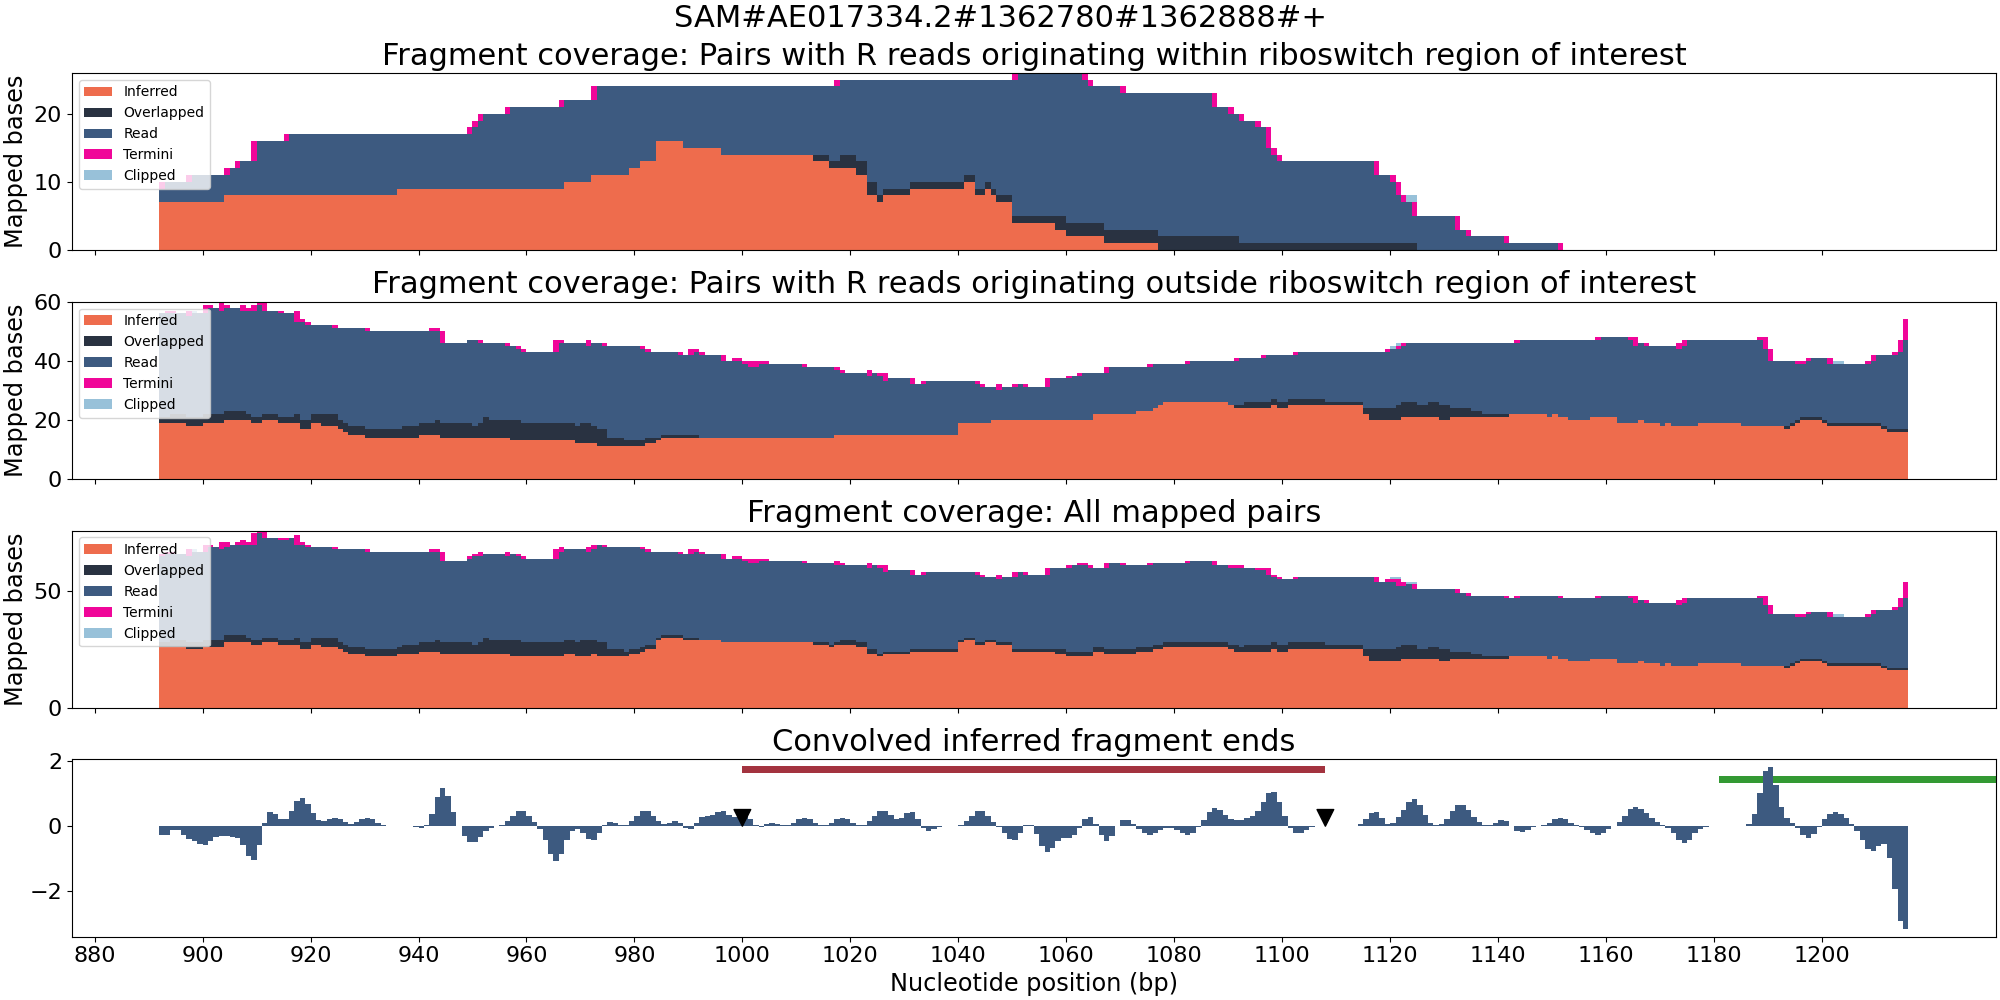 SAM#AE017334.2#1362780#1362888#+
Fragment coverage: Pairs with R reads originating within riboswitch region of interest
Mapped bases
20
10
0
Inferred
Overlapped
Read
Termini
Clipped
Fragment coverage: Pairs with R reads originating outside riboswitch region of interest
Mapped bases
60
40
20
0
Inferred
Overlapped
Read
Termini
Clipped
Fragment coverage: All mapped pairs
Mapped bases
50
0
Inferred
Overlapped
Read
Termini
Clipped
Convolved inferred fragment ends
2
0
−2
880 900 920 940 960 980 1000 1020 1040 1060 1080 1100 1120 1140 1160 1180 1200
Nucleotide position (bp)